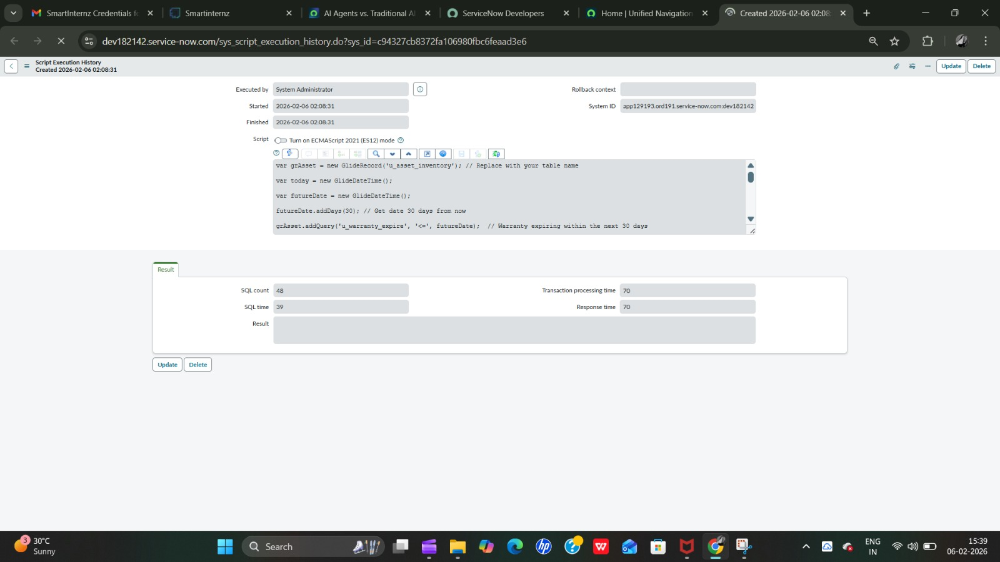 SmartInternz Credentials fo
Smartinternz
AI Agents vs. Traditional AI
ServiceNow Developers
Home | Unified Navigation
Created 2026-02-06 02:08:
dev182142.service-now.com/sys_script_execution_history.do?sys_id=c94327cb8372fa106980fbc6feaad3e6
Script Execution History
Created 2026-02-06 02:08:31
Update
Delete
Executed by
System Administrator
Rollback context
Started
2026-02-06 02:08:31
System ID
app129193.ord191.service-now.com:dev182142
Finished
2026-02-06 02:08:31
Script
Turn on ECMAScript 2021 (ES12) mode
var grAsset = new GlideRecord('u_asset_inventory'); // Replace with your table name
var today = new GlideDateTime();
var futureDate = new GlideDateTime();
futureDate.addDays(30); // Get date 30 days from now
grAsset.addQuery('u_warranty_expire', '<=', futureDate);  // Warranty expiring within the next 30 days
Result
SQL count
48
Transaction processing time
70
SQL time
39
Response time
70
Result
Update
Delete
3
30°C
Sunny
Search
hp
W
ENG
IN
15:39
06-02-2026